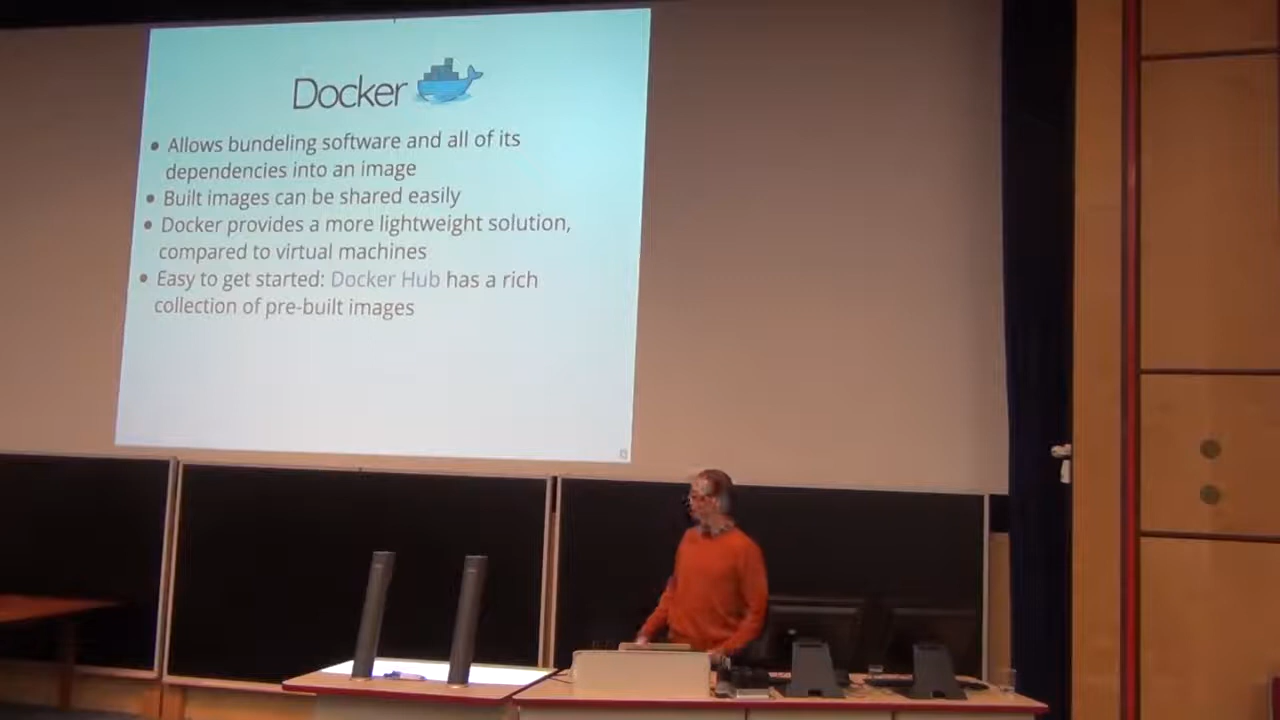 Docker
Allows bundeling software and all of its
dependencies into an image
Built images can be shared easily
Docker provides a more lightweight solution,
compared to virtual machines
Easy to get started: Docker Hub has a rich
collection of pre-built images